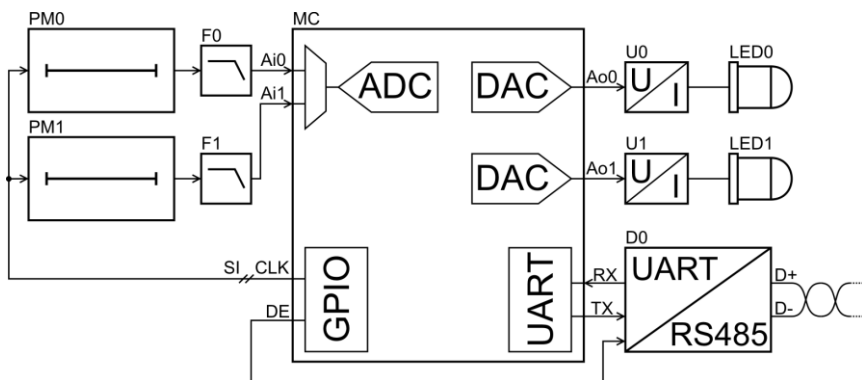 PM0
F0
Ai0
MC
ADC
DAC
Ao0
U0
U
I
LED0
PM1
F1
Ai1
DAC
Ao1
U1
U
I
LED1
SI
CLK
DE
GPIO
UART
RX
TX
D0
UART
RS485
D+
D-